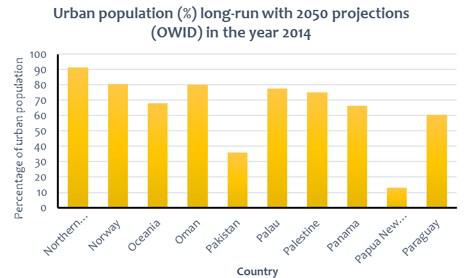 Urban population (%) long-run with 2050 projections
(OWID) in the year 2014
Percentage of urban population
100
90
80
70
60
50
40
30
20
10
0
Northern...
Norway
Oceania
Oman
Pakistan
Palau
Palestine
Panama
Papua New...
Paraguay
Country